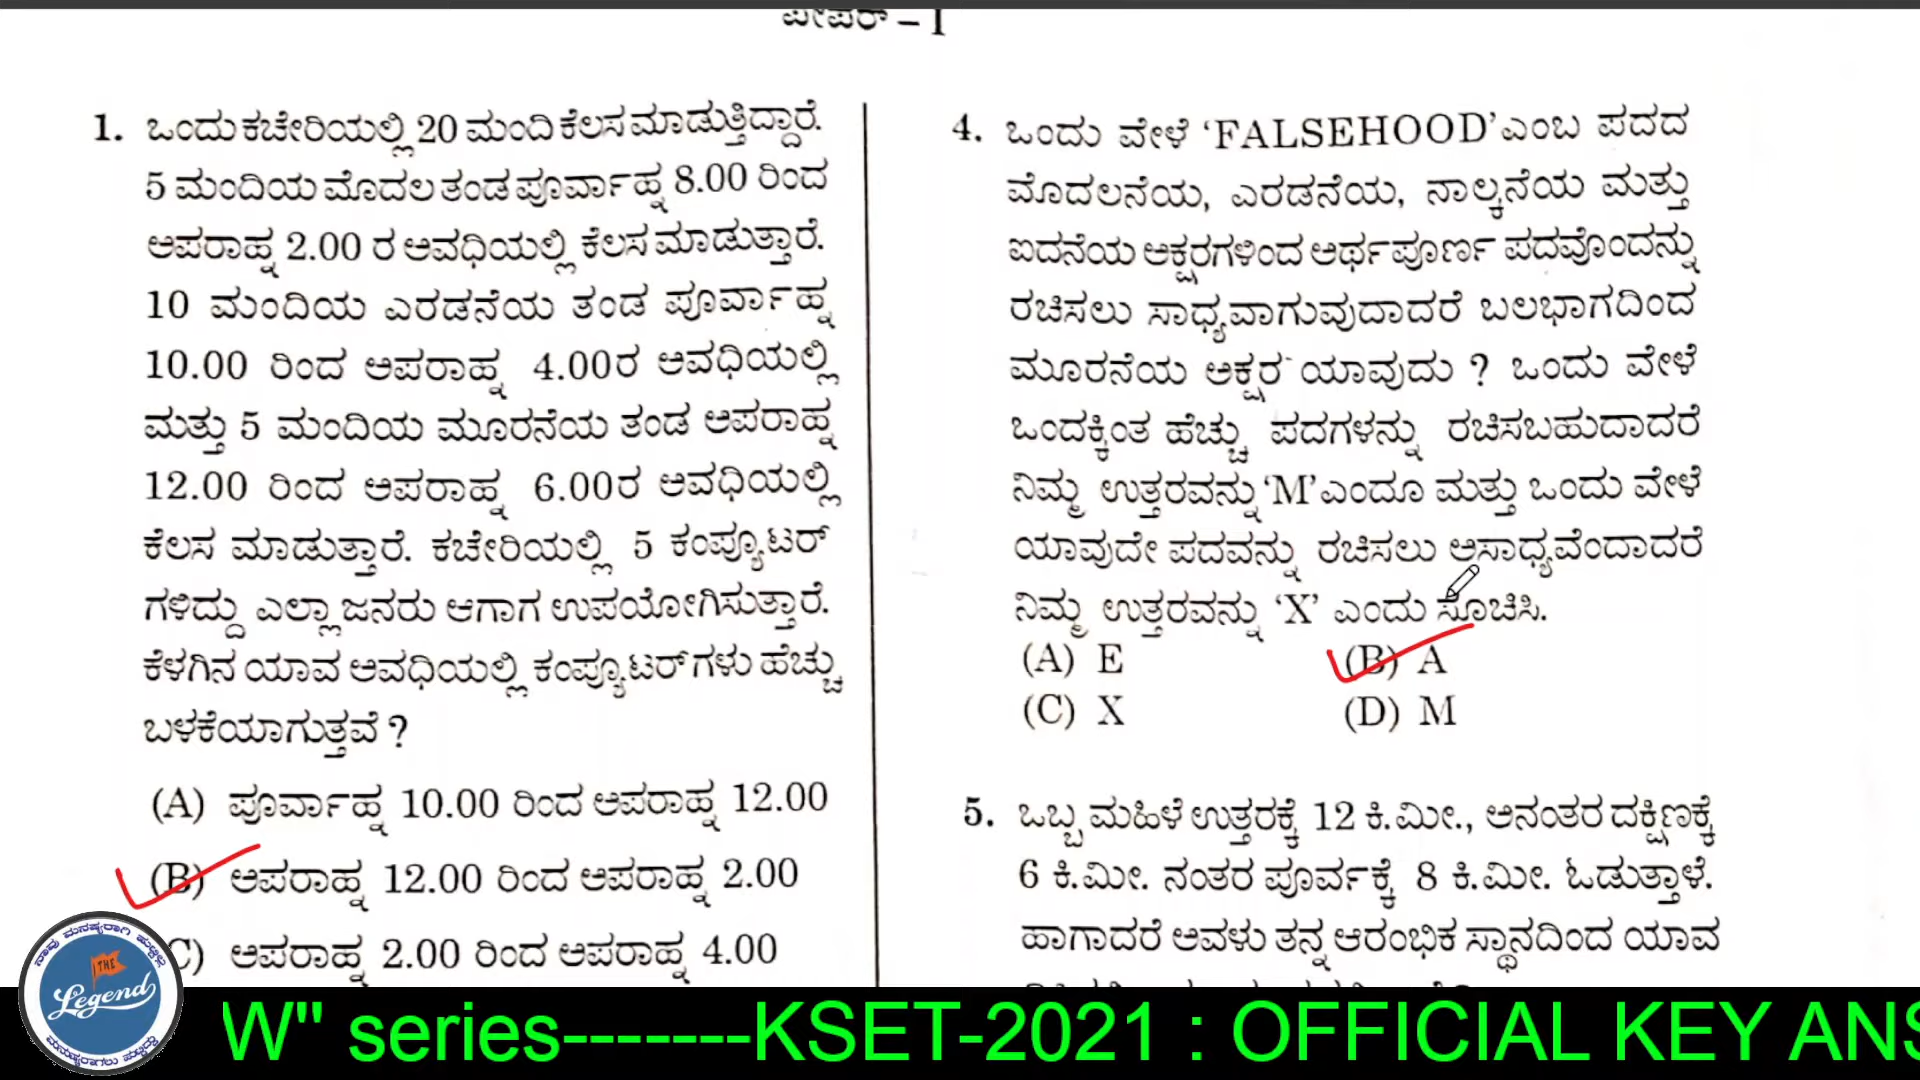 ಪೇಪರ್ – I
1. ಒಂದು ಕಚೇರಿಯಲ್ಲಿ 20 ಮಂದಿ ಕೆಲಸ ಮಾಡುತ್ತಿದ್ದಾರೆ.
5 ಮಂದಿಯ ಮೊದಲ ತಂಡ ಪೂರ್ವಾಹ್ನ 8.00 ರಿಂದ
ಅಪರಾಹ್ನ 2.00 ರ ಅವಧಿಯಲ್ಲಿ ಕೆಲಸ ಮಾಡುತ್ತಾರೆ.
10 ಮಂದಿಯ ಎರಡನೆಯ ತಂಡ ಪೂರ್ವಾಹ್ನ
10.00 ರಿಂದ ಅಪರಾಹ್ನ 4.00ರ ಅವಧಿಯಲ್ಲಿ
ಮತ್ತು 5 ಮಂದಿಯ ಮೂರನೆಯ ತಂಡ ಅಪರಾಹ್ನ
12.00 ರಿಂದ ಅಪರಾಹ್ನ 6.00ರ ಅವಧಿಯಲ್ಲಿ
ಕೆಲಸ ಮಾಡುತ್ತಾರೆ. ಕಚೇರಿಯಲ್ಲಿ 5 ಕಂಪ್ಯೂಟರ್
ಗಳಿದ್ದು ಎಲ್ಲಾ ಜನರು ಆಗಾಗ ಉಪಯೋಗಿಸುತ್ತಾರೆ.
ಕೆಳಗಿನ ಯಾವ ಅವಧಿಯಲ್ಲಿ ಕಂಪ್ಯೂಟರ್‌ಗಳು ಹೆಚ್ಚು
ಬಳಕೆಯಾಗುತ್ತವೆ ?
(A) ಪೂರ್ವಾಹ್ನ 10.00 ರಿಂದ ಅಪರಾಹ್ನ 12.00
(B) ಅಪರಾಹ್ನ 12.00 ರಿಂದ ಅಪರಾಹ್ನ 2.00
C) ಅಪರಾಹ್ನ 2.00 ರಿಂದ ಅಪರಾಹ್ನ 4.00
4. ಒಂದು ವೇಳೆ ‘FALSEHOOD’ ಎಂಬ ಪದದ
ಮೊದಲನೆಯ, ಎರಡನೆಯ, ನಾಲ್ಕನೆಯ ಮತ್ತು
ಐದನೆಯ ಅಕ್ಷರಗಳಿಂದ ಅರ್ಥಪೂರ್ಣ ಪದವೊಂದನ್ನು
ರಚಿಸಲು ಸಾಧ್ಯವಾಗುವುದಾದರೆ ಬಲಭಾಗದಿಂದ
ಮೂರನೆಯ ಅಕ್ಷರ ಯಾವುದು ? ಒಂದು ವೇಳೆ
ಒಂದಕ್ಕಿಂತ ಹೆಚ್ಚು ಪದಗಳನ್ನು ರಚಿಸಬಹುದಾದರೆ
ನಿಮ್ಮ ಉತ್ತರವನ್ನು ‘M’ ಎಂದೂ ಮತ್ತು ಒಂದು ವೇಳೆ
ಯಾವುದೇ ಪದವನ್ನು ರಚಿಸಲು ಅಸಾಧ್ಯವೆಂದಾದರೆ
ನಿಮ್ಮ ಉತ್ತರವನ್ನು ‘X’ ಎಂದು ಸೂಚಿಸಿ.
(A) E (B) A
(C) X (D) M
5. ಒಬ್ಬ ಮಹಿಳೆ ಉತ್ತರಕ್ಕೆ 12 ಕಿ.ಮೀ., ಅನಂತರ ದಕ್ಷಿಣಕ್ಕೆ
6 ಕಿ.ಮೀ. ನಂತರ ಪೂರ್ವಕ್ಕೆ 8 ಕಿ.ಮೀ. ಓಡುತ್ತಾಳೆ.
ಹಾಗಾದರೆ ಅವಳು ತನ್ನ ಆರಂಭಿಕ ಸ್ಥಾನದಿಂದ ಯಾವ
THE
Legend
W" series-------KSET-2021 : OFFICIAL KEY ANS